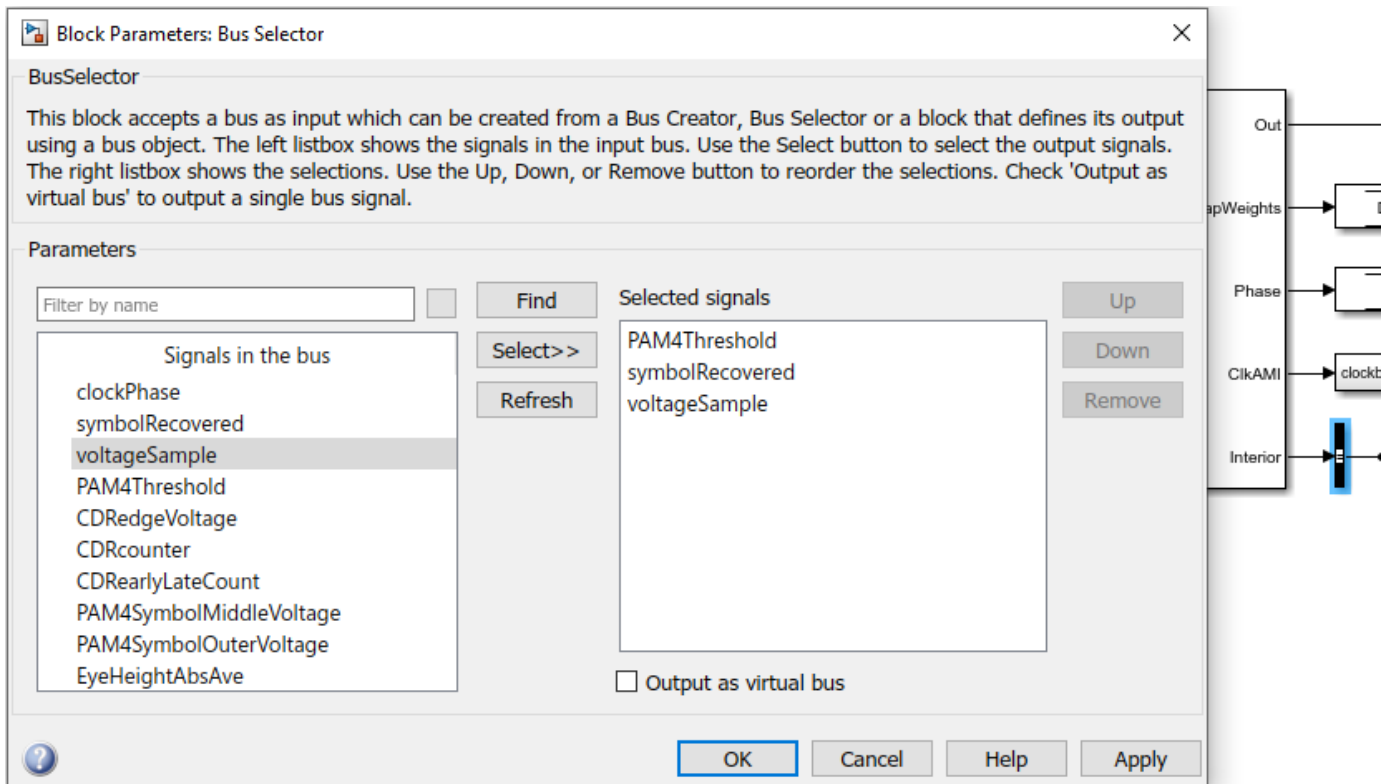 Block Parameters: Bus Selector
BusSelector
This block accepts a bus as input which can be created from a Bus Creator, Bus Selector or a block that defines its output
using a bus object. The left listbox shows the signals in the input bus. Use the Select button to select the output signals.
The right listbox shows the selections. Use the Up, Down, or Remove button to reorder the selections. Check 'Output as
virtual bus' to output a single bus signal.
Parameters
Filter by name
Find
Select>>
Refresh
Signals in the bus
clockPhase
symbolRecovered
voltageSample
PAM4Threshold
CDRedgeVoltage
CDRcounter
CDRearlyLateCount
PAM4SymbolMiddleVoltage
PAM4SymbolOuterVoltage
EyeHeightAbsAve
Selected signals
PAM4Threshold
symbolRecovered
voltageSample
Up
Down
Remove
Output as virtual bus
OK
Cancel
Help
Apply
Out
apWeights
Phase
ClkAMI
clockb
Interior